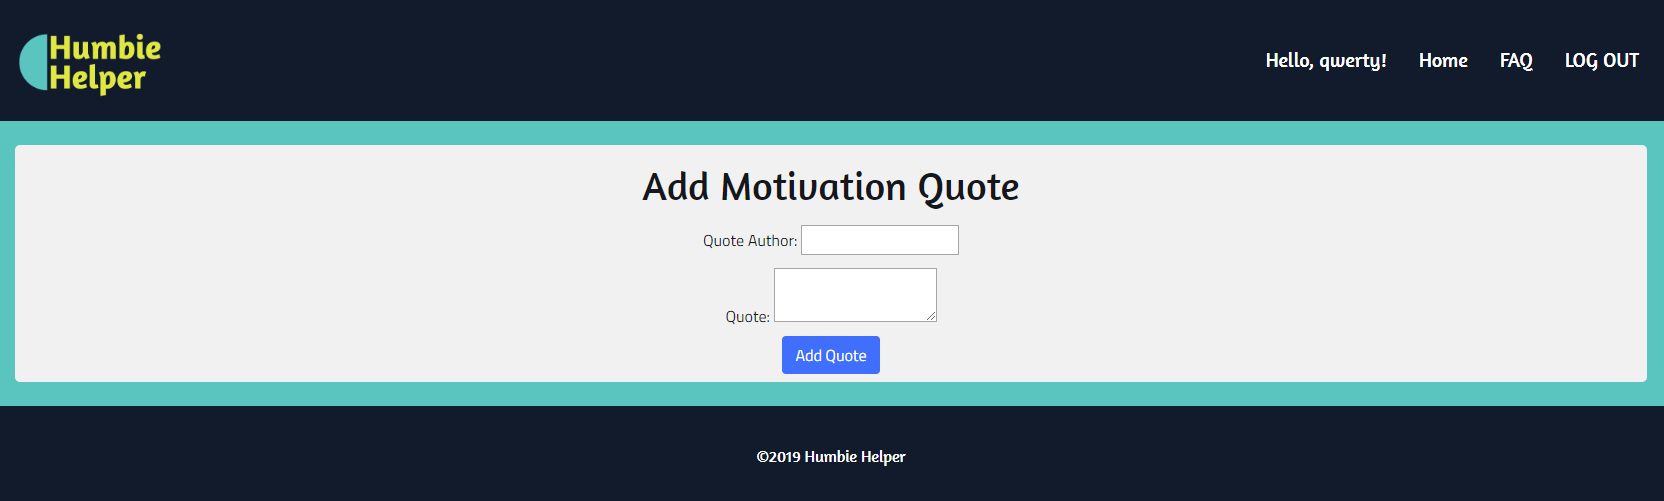 Humbie
Helper
Hello, qwerty! Home FAQ LOG OUT
Add Motivation Quote
Quote Author:
Quote:
Add Quote
©2019 Humbie Helper